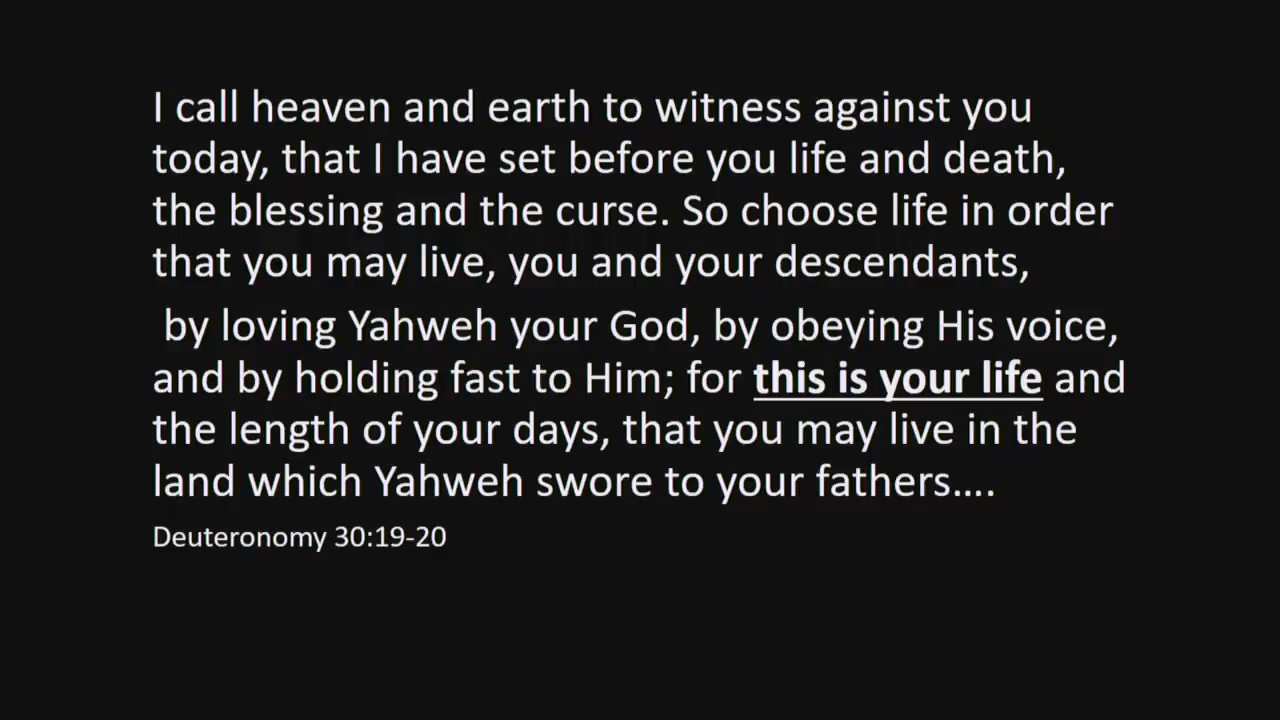 I call heaven and earth to witness against you
today, that I have set before you life and death,
the blessing and the curse. So choose life in order
that you may live, you and your descendants,
by loving Yahweh your God, by obeying His voice,
and by holding fast to Him; for this is your life and
the length of your days, that you may live in the
land which Yahweh swore to your fathers….
Deuteronomy 30:19-20